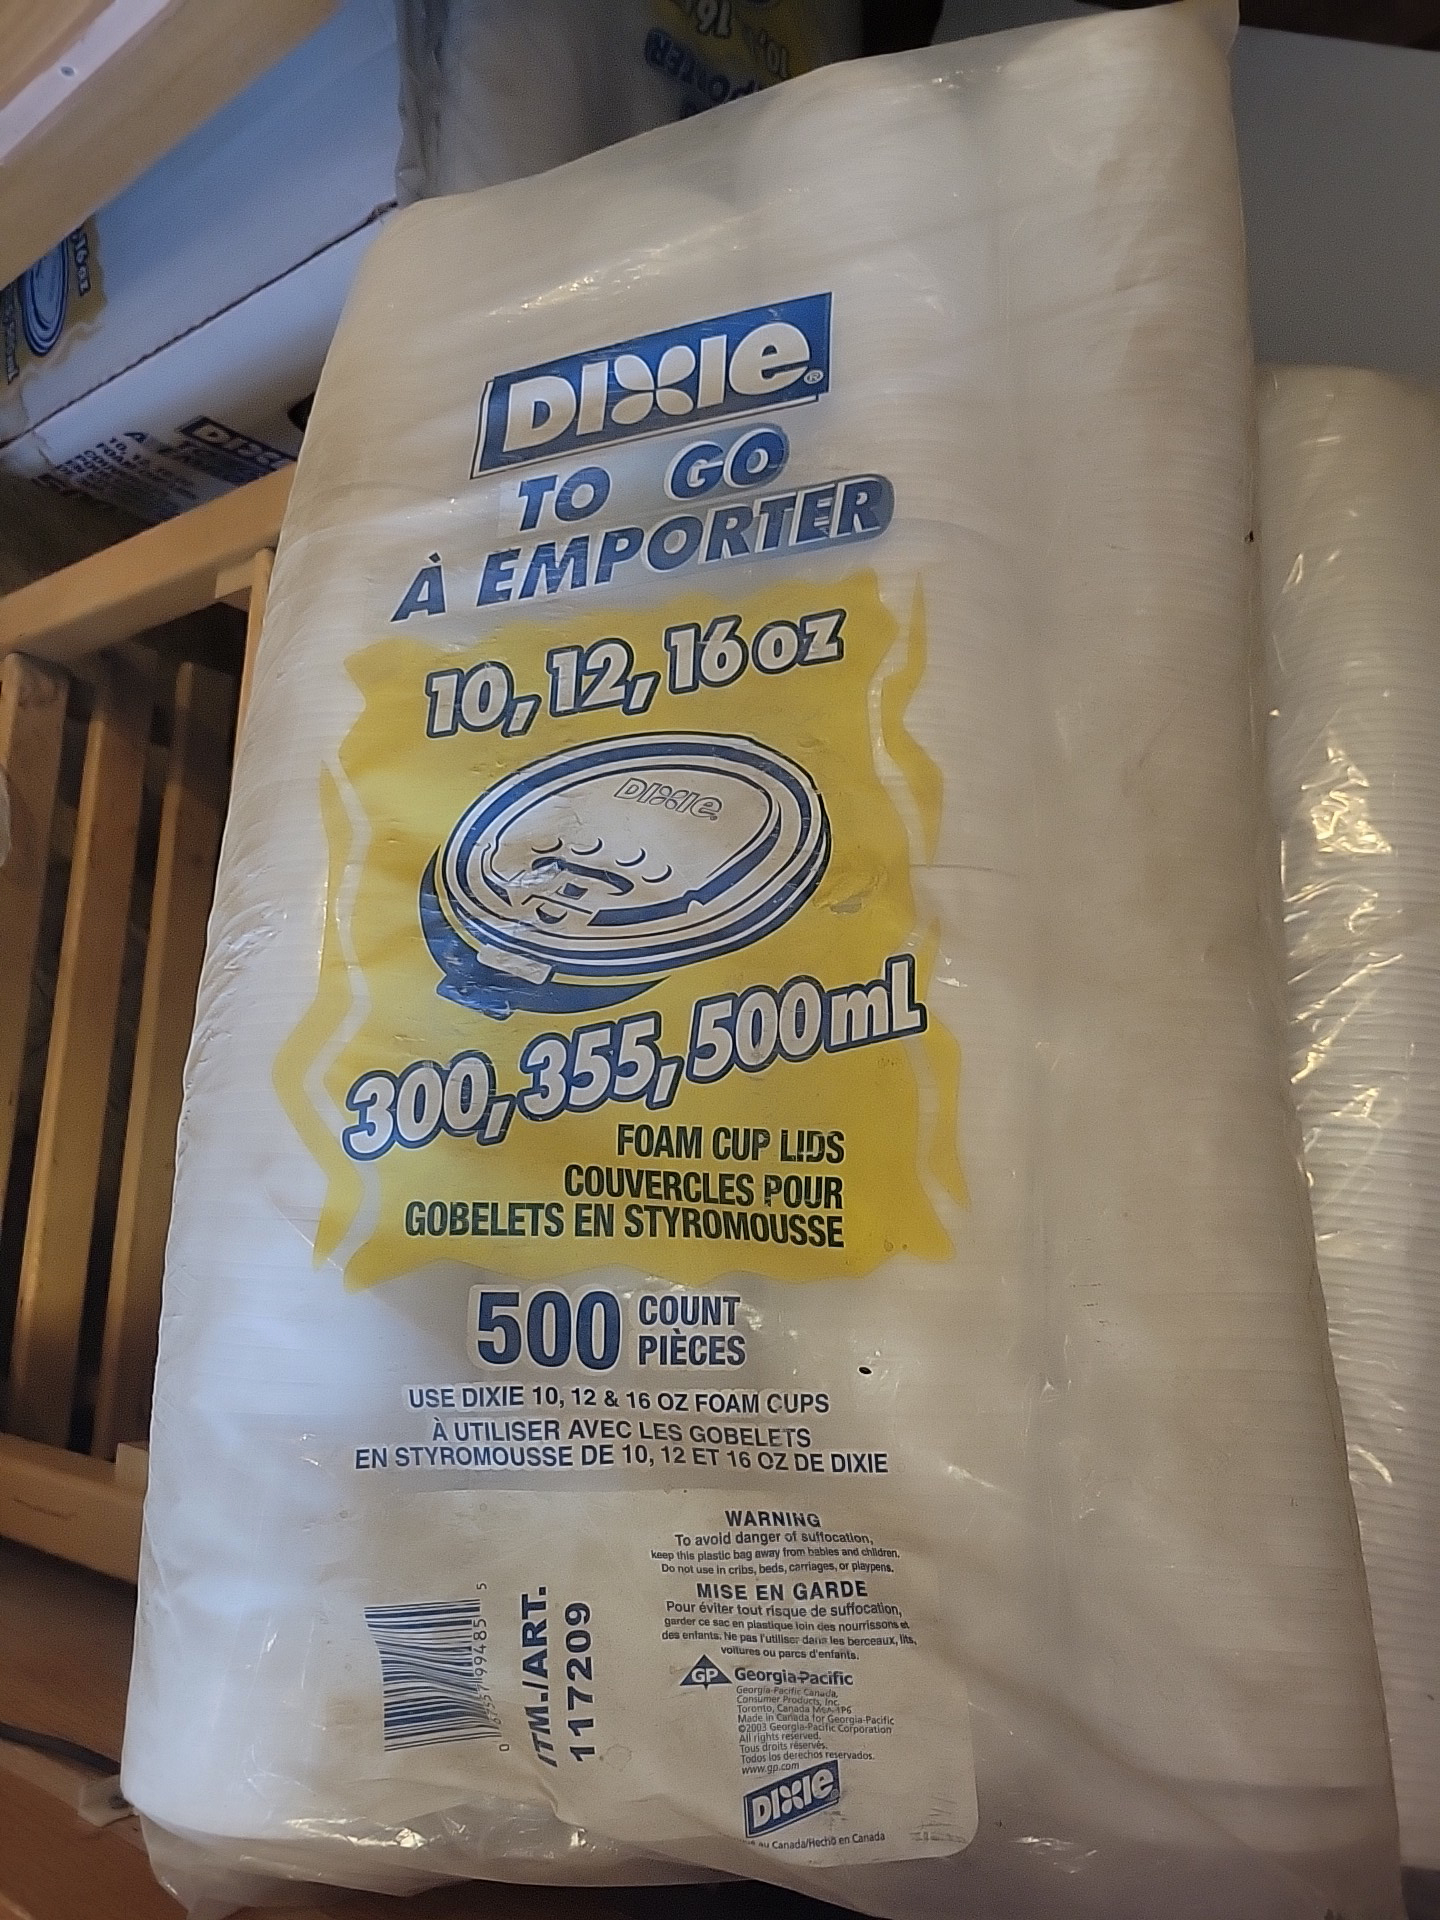 DIXIE®
TO GO
À EMPORTER
10, 12, 16 oz
DIXIE
300, 355, 500 mL
FOAM CUP LIDS
COUVERCLES POUR
GOBELETS EN STYROMOUSSE
500 COUNT
PIÈCES
USE DIXIE 10, 12 & 16 OZ FOAM CUPS
À UTILISER AVEC LES GOBELETS
EN STYROMOUSSE DE 10, 12 ET 16 OZ DE DIXIE
WARNING
To avoid danger of suffocation,
keep this plastic bag away from babies and children.
Do not use in cribs, beds, carriages, or playpens.
MISE EN GARDE
Pour éviter tout risque de suffocation,
garder ce sac en plastique loin des nourrissons et
des enfants. Ne pas l'utiliser dans les berceaux, lits,
voitures ou parcs d'enfants.
ITM./ART.
117209
GP Georgia-Pacific
Georgia-Pacific Canada,
Consumer Products, Inc.
Toronto, Canada 1P6
Made in Canada for Georgia-Pacific
©2003 Georgia-Pacific Corporation
All rights reserved.
Tous droits réservés.
Todos los derechos reservados.
www.gp.com
DIXIE
au Canada/Hecho en Canada
16 oz
DIXIE